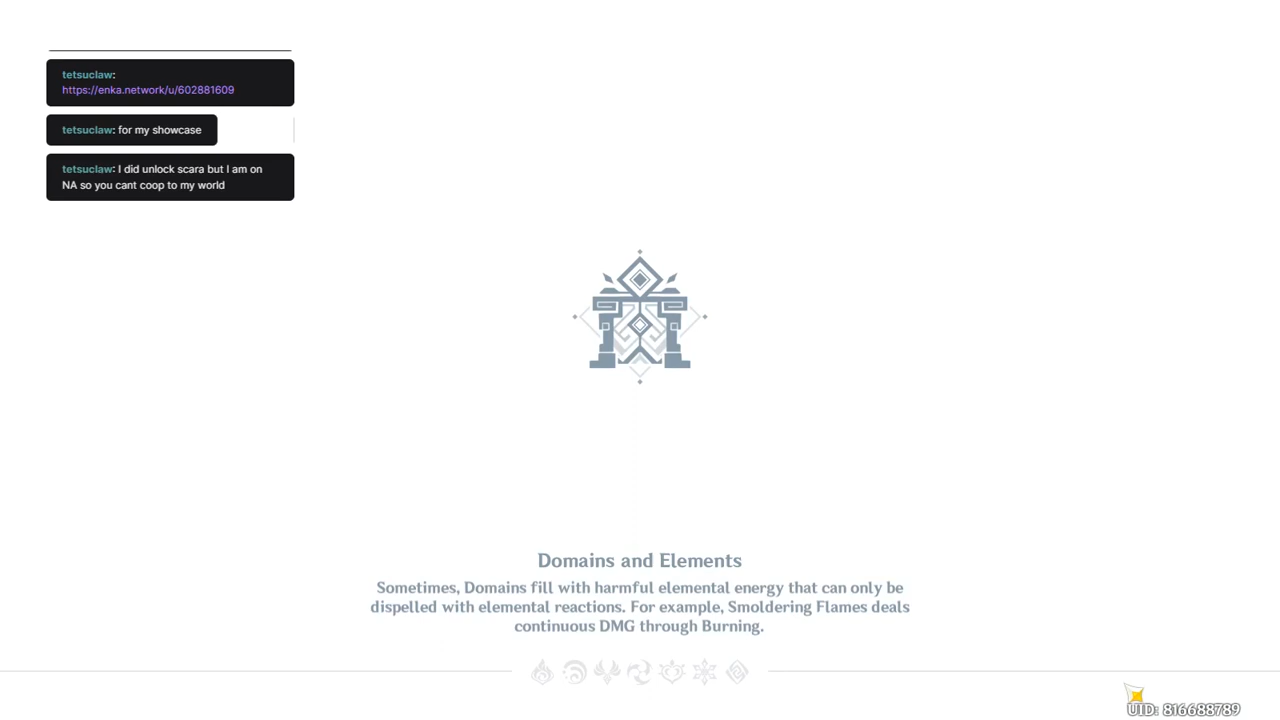 tetsuclaw:
https://enka.network/u/602881609
tetsuclaw: for my showcase
tetsuclaw: I did unlock scara but I am on
NA so you cant coop to my world
Domains and Elements
Sometimes, Domains fill with harmful elemental energy that can only be
dispelled with elemental reactions. For example, Smoldering Flames deals
continuous DMG through Burning.
UID: 816688789